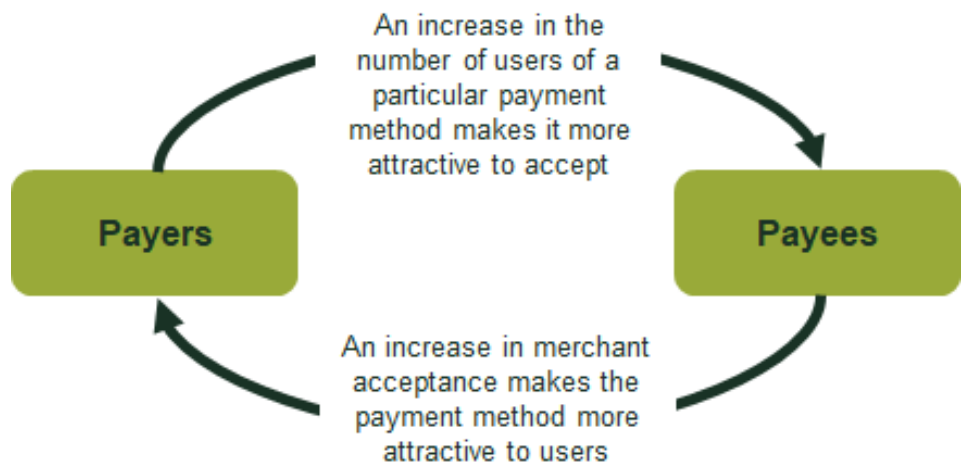 An increase in the
number of users of a
particular payment
method makes it more
attractive to accept
Payers
Payees
An increase in merchant
acceptance makes the
payment method more
attractive to users